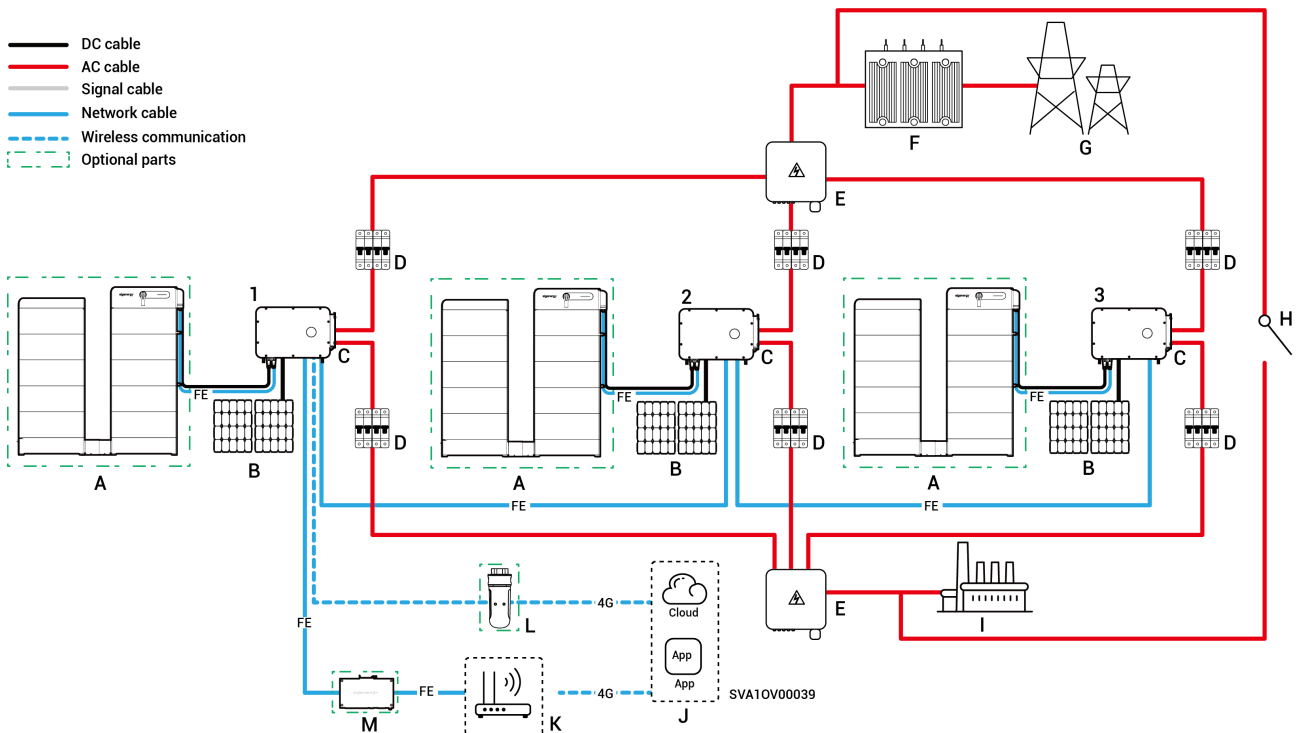 DC cable
AC cable
Signal cable
Network cable
Wireless communication
Optional parts
F
G
E
D
D
D
H
1
2
3
C
C
C
FE
FE
FE
D
D
D
B
B
B
A
A
A
FE
FE
Cloud
4G
E
I
L
FE
App
App
FE
4G
SVA1OV00039
M
K
J